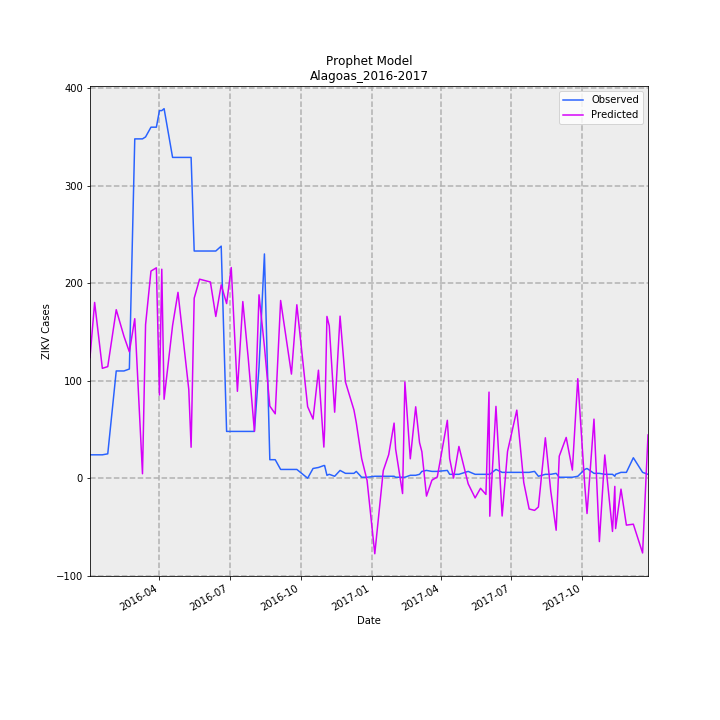 Prophet Model
Alagoas_2016-2017
Observed
Predicted
ZIKV Cases
400
300
200
100
0
−100
2016-04
2016-07
2016-10
2017-01
2017-04
2017-07
2017-10
Date